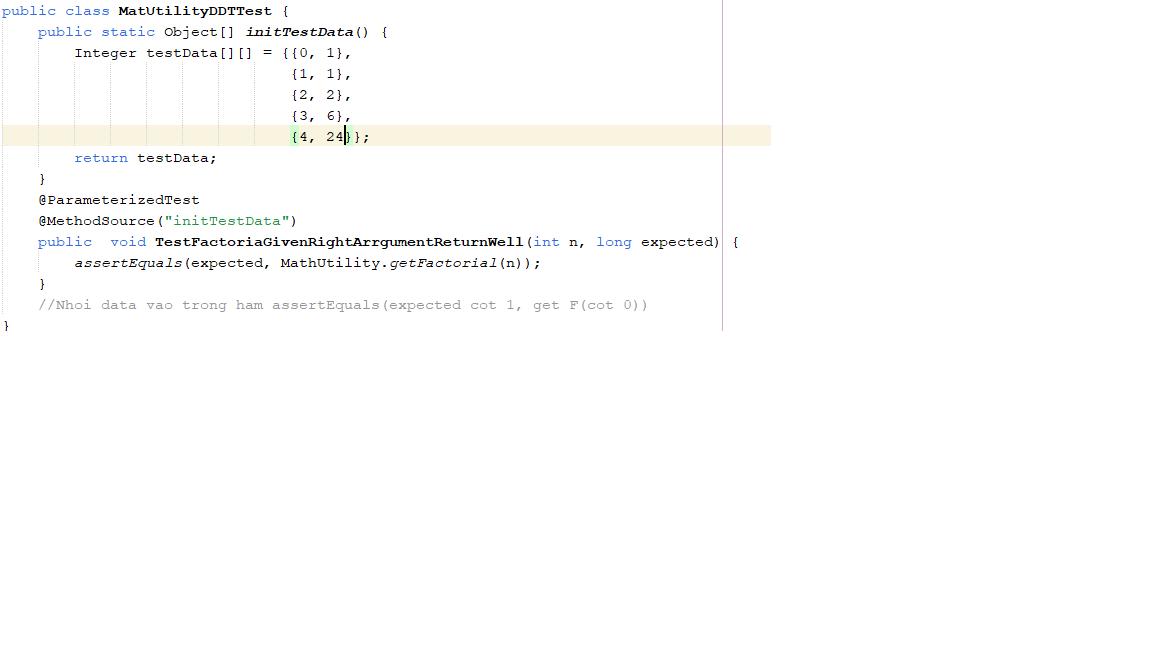 public class MatUtilityDDTTest {
public static Object[] initTestData() {
Integer testData[][] = {{0, 1},
{1, 1},
{2, 2},
{3, 6},
{4, 24}};
return testData;
}
@ParameterizedTest
@MethodSource("initTestData")
public  void TestFactoriaGivenRightArrgumentReturnWell(int n, long expected) {
assertEquals(expected, MathUtility.getFactorial(n));
}
//Nhoi data vao trong ham assertEquals(expected cot 1, get F(cot 0))
}